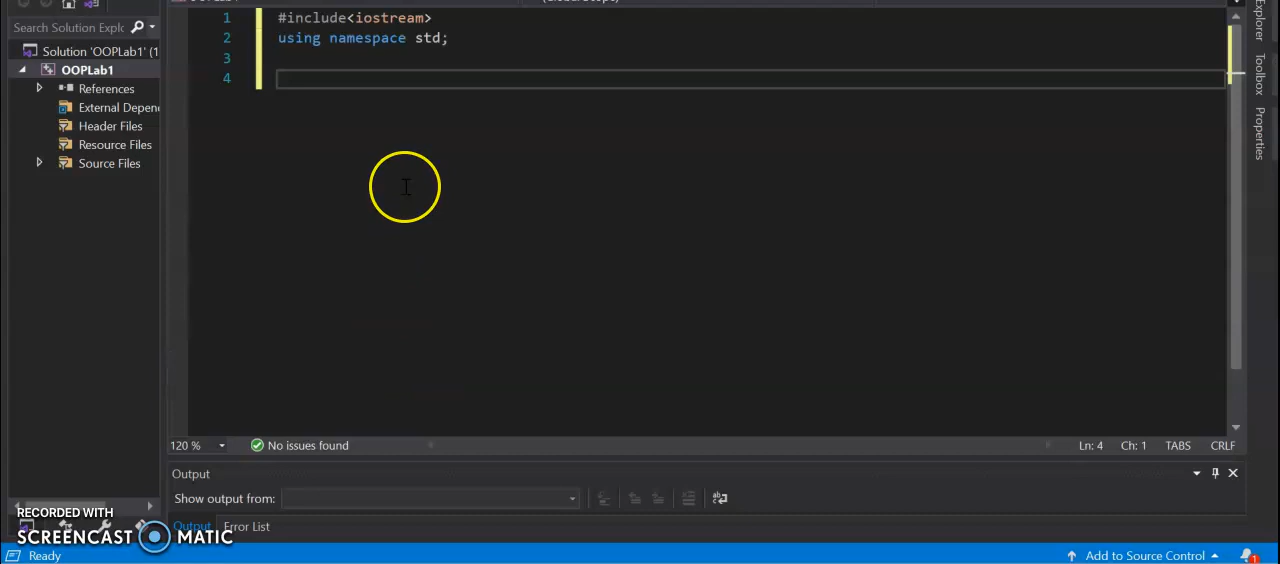 Search Solution Explc
Solution 'OOPLab1' (1
OOPLab1
References
External Depen
Header Files
Resource Files
Source Files
1 #include<iostream>
2 using namespace std;
3
4
Explorer
Toolbox
Properties
120 %
No issues found
Ln: 4 Ch: 1 TABS CRLF
Output
Show output from:
Output Error List
RECORDED WITH
SCREENCAST MATIC
Ready
Add to Source Control
1